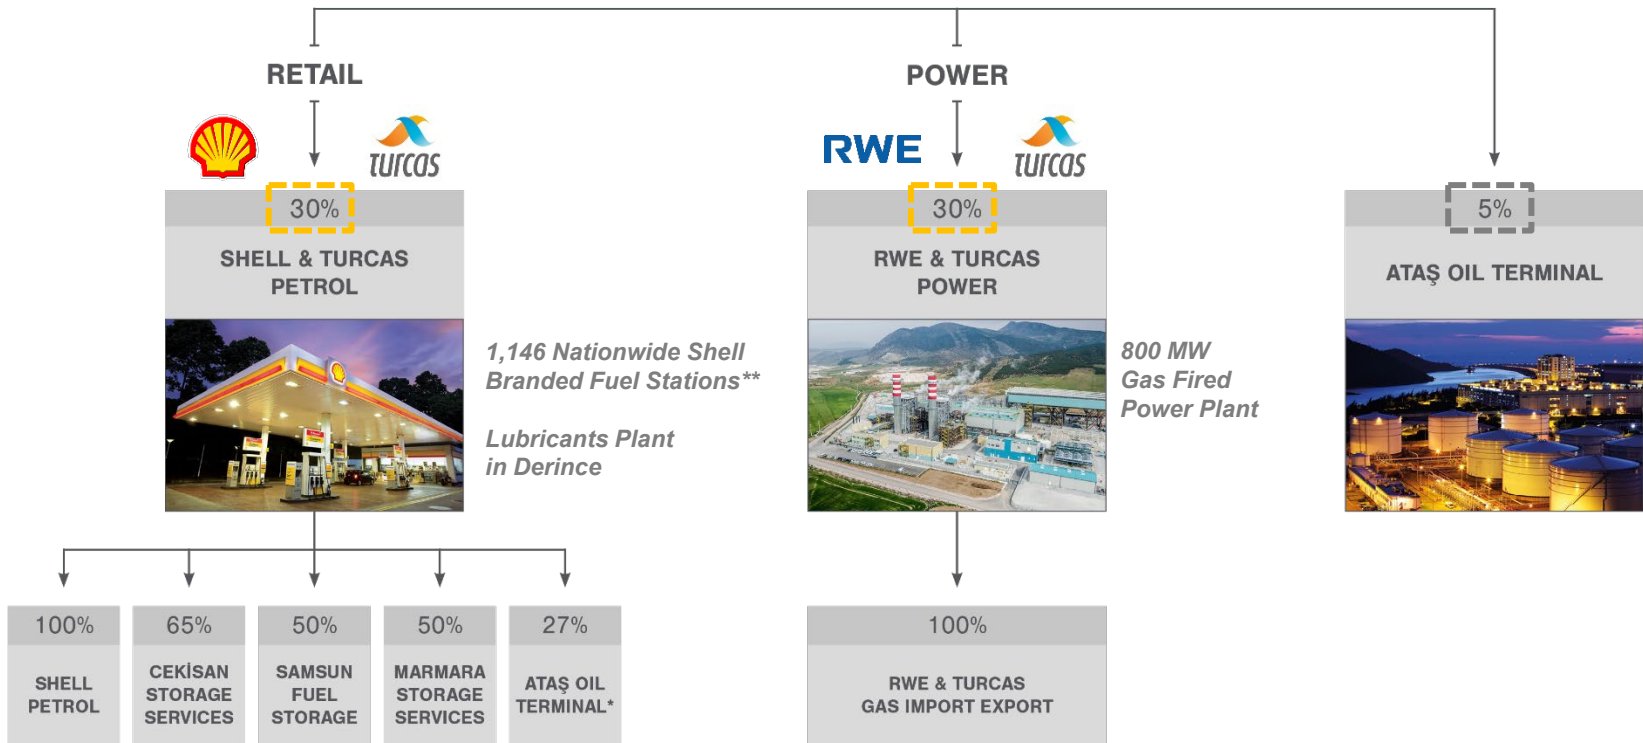 RETAIL
POWER
TURCAS
RWE
TURCAS
30%
30%
5%
SHELL & TURCAS
PETROL
RWE & TURCAS
POWER
ATAŞ OIL TERMINAL
1,146 Nationwide Shell
Branded Fuel Stations**
Lubricants Plant
in Derince
800 MW
Gas Fired
Power Plant
100%
65%
50%
50%
27%
100%
SHELL
PETROL
CEKİSAN
STORAGE
SERVICES
SAMSUN
FUEL
STORAGE
MARMARA
STORAGE
SERVICES
ATAŞ OIL
TERMINAL*
RWE & TURCAS
GAS IMPORT EXPORT